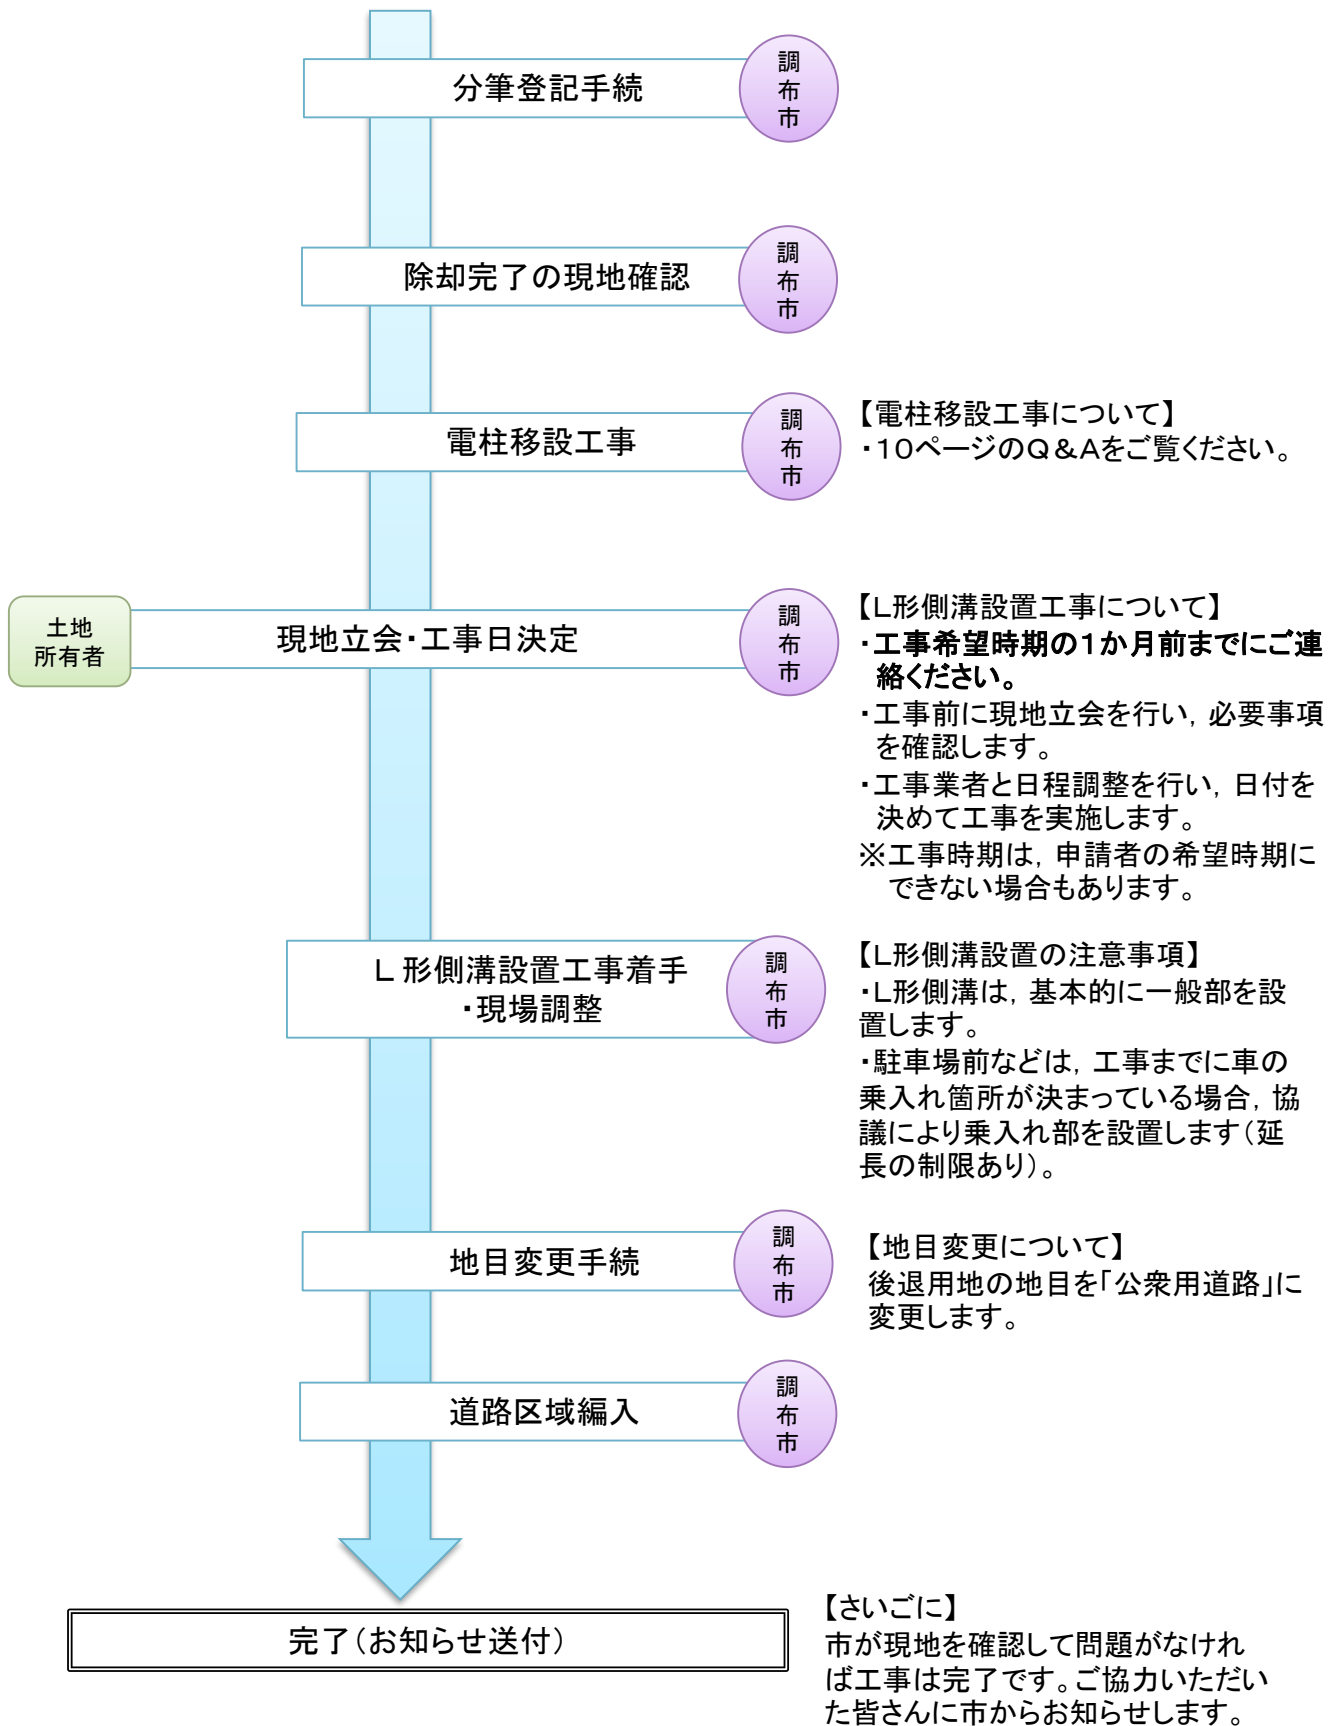 分筆登記手続
調
布
市
除却完了の現地確認
調
布
市
電柱移設工事
調
布
市
【電柱移設工事について】
・10ページのQ&Aをご覧ください。
土地
所有者
現地立会・工事日決定
調
布
市
【L形側溝設置工事について】
・工事希望時期の1か月前までにご連
絡ください。
・工事前に現地立会を行い，必要事項
を確認します。
・工事業者と日程調整を行い，日付を
決めて工事を実施します。
※工事時期は，申請者の希望時期に
できない場合もあります。
L形側溝設置工事着手
・現場調整
調
布
市
【L形側溝設置の注意事項】
・L形側溝は，基本的に一般部を設
置します。
・駐車場前などは，工事までに車の
乗入れ箇所が決まっている場合，協
議により乗入れ部を設置します（延
長の制限あり）。
地目変更手続
調
布
市
【地目変更について】
後退用地の地目を「公衆用道路」に
変更します。
道路区域編入
調
布
市
完了（お知らせ送付）
【さいごに】
市が現地を確認して問題がなけれ
ば工事は完了です。ご協力いただい
た皆さんに市からお知らせします。